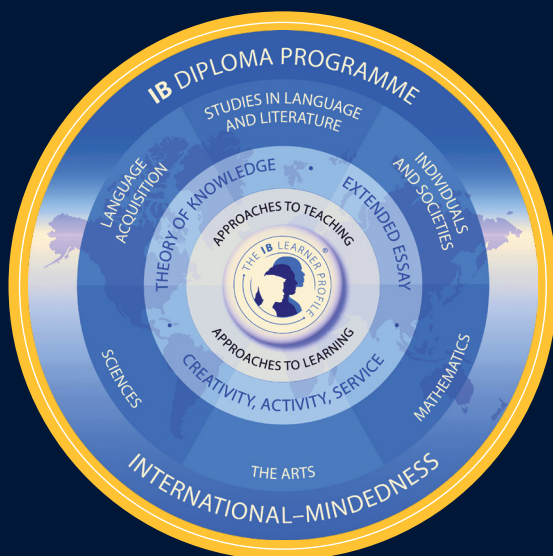 IB DIPLOMA PROGRAMME
STUDIES IN LANGUAGE
AND LITERATURE
LANGUAGE
ACQUISITION
INDIVIDUALS
AND SOCIETIES
THEORY OF KNOWLEDGE
EXTENDED ESSAY
APPROACHES TO TEACHING
THE IB LEARNER PROFILE
®
APPROACHES TO LEARNING
CREATIVITY, ACTIVITY, SERVICE
SCIENCES
MATHEMATICS
THE ARTS
INTERNATIONAL–MINDEDNESS